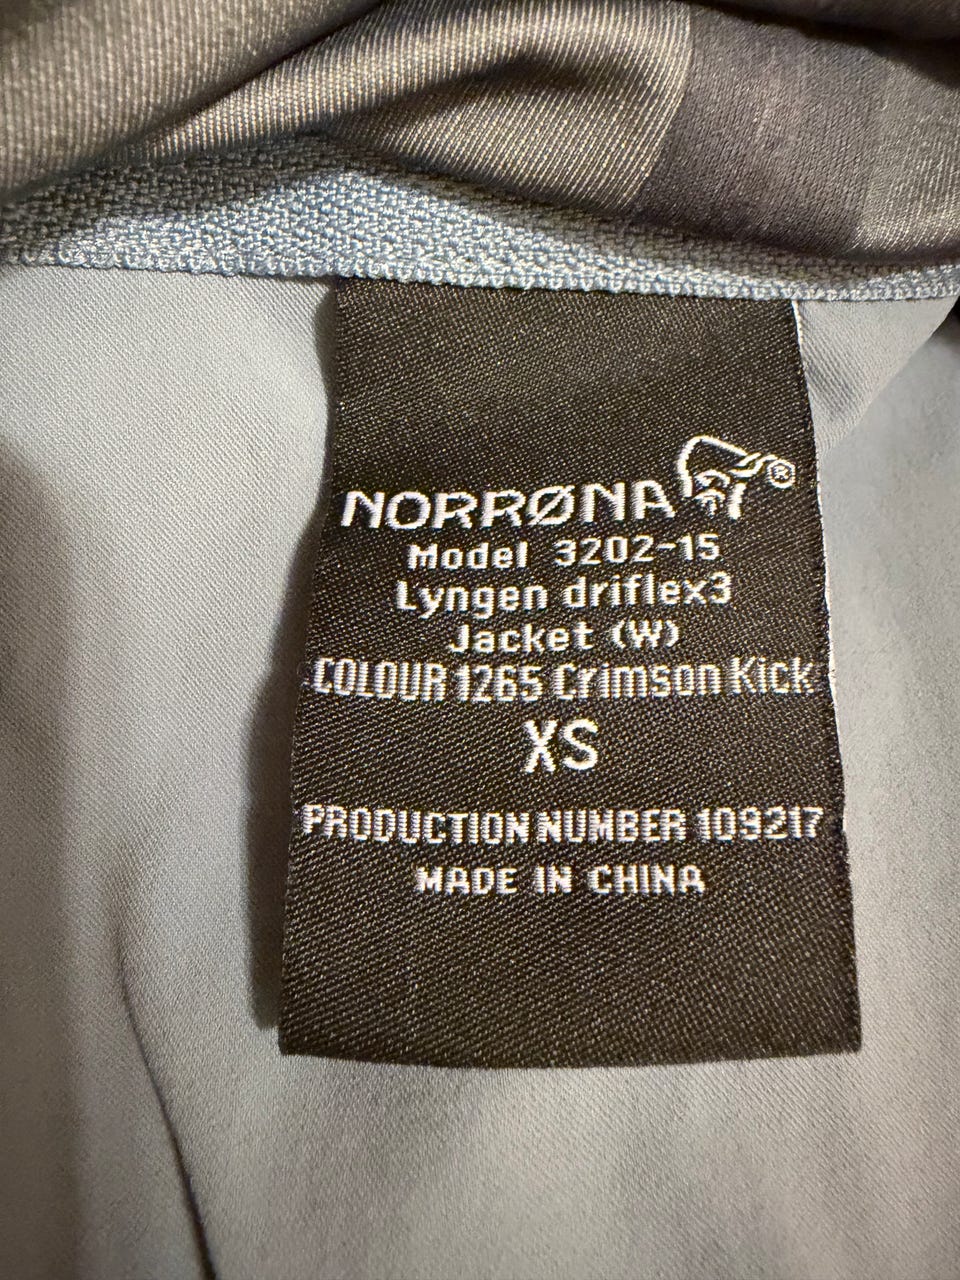 NORRØNA®
Model 3202-15
Lyngen driflex3
Jacket (W)
COLOUR 1265 Crimson Kick
XS
PRODUCTION NUMBER 109217
MADE IN CHINA